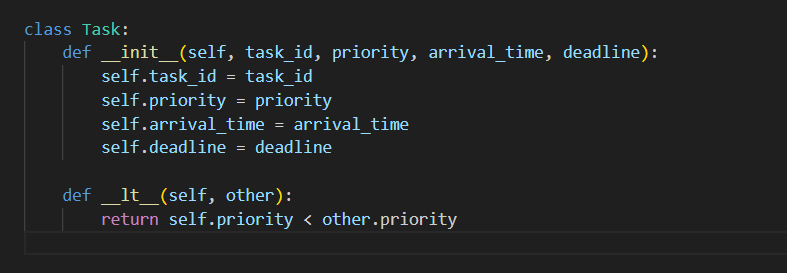 class Task:
    def __init__(self, task_id, priority, arrival_time, deadline):
        self.task_id = task_id
        self.priority = priority
        self.arrival_time = arrival_time
        self.deadline = deadline
    def __lt__(self, other):
        return self.priority < other.priority